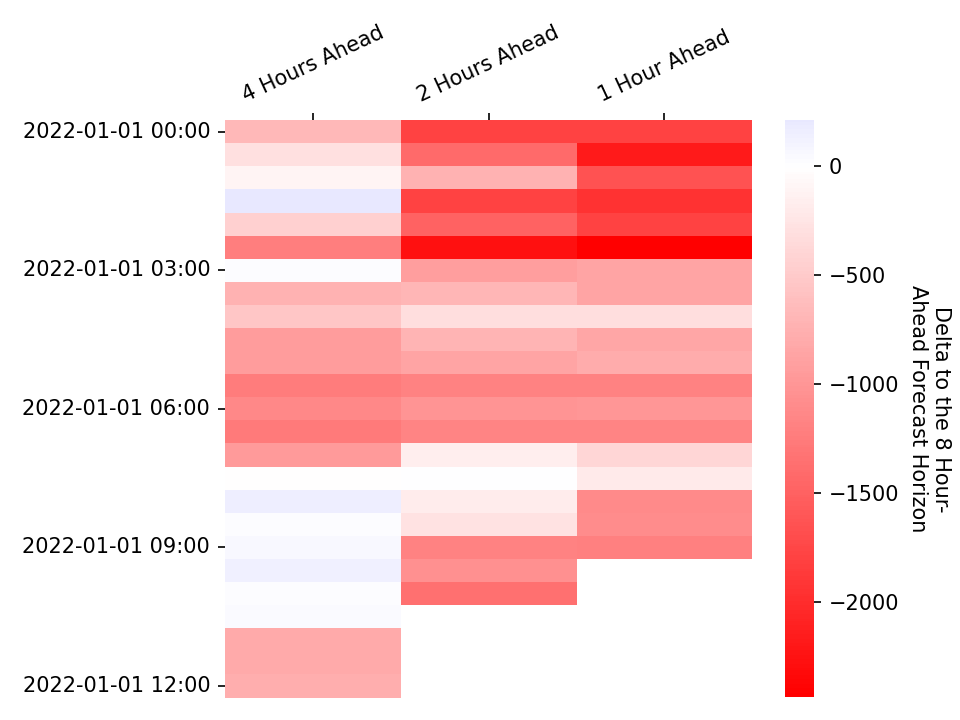 4 Hours Ahead
2 Hours Ahead
1 Hour Ahead
2022-01-01 00:00
2022-01-01 03:00
2022-01-01 06:00
2022-01-01 09:00
2022-01-01 12:00
0
−500
−1000
−1500
−2000
Delta to the 8 Hour-
Ahead Forecast Horizon